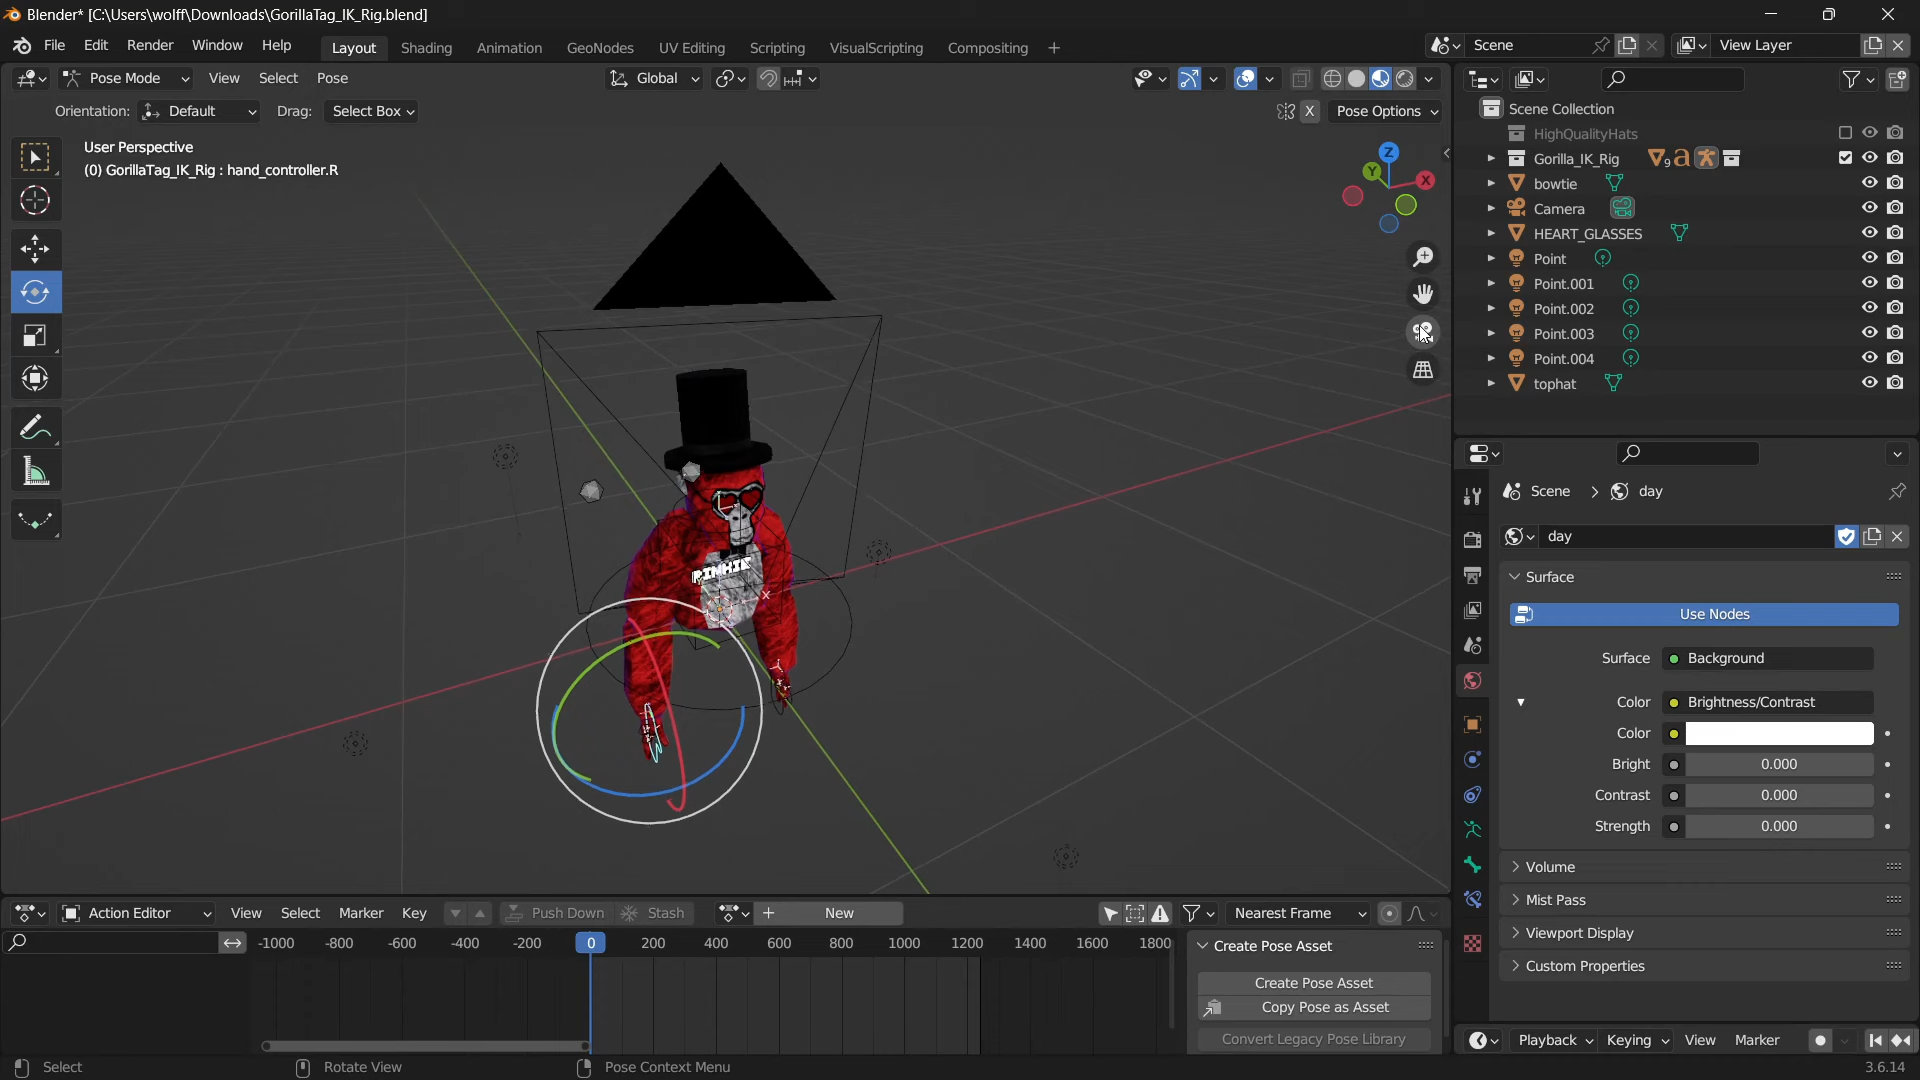 Blender* [C:\Users\wolff\Downloads\GorillaTag_IK_Rig.blend]
File Edit Render Window Help Layout Shading Animation GeoNodes UV Editing Scripting VisualScripting Compositing + Scene View Layer
Pose Mode View Select Pose Global
Orientation: Default Drag: Select Box X Pose Options
User Perspective
(0) GorillaTag_IK_Rig : hand_controller.R
Z
Y
X
PIMKIE
x
Scene Collection
HighQualityHats
Gorilla_IK_Rig 9 a
bowtie
Camera
HEART_GLASSES
Point
Point.001
Point.002
Point.003
Point.004
tophat
Scene > day
day
Surface
Use Nodes
Surface Background
Color Brightness/Contrast
Color
Bright 0.000
Contrast 0.000
Strength 0.000
Volume
Mist Pass
Viewport Display
Custom Properties
Action Editor View Select Marker Key Push Down Stash + New Nearest Frame
-1000 -800 -600 -400 -200 0 200 400 600 800 1000 1200 1400 1600 1800
Create Pose Asset
Create Pose Asset
Copy Pose as Asset
Convert Legacy Pose Library
Playback Keying View Marker
Select Rotate View Pose Context Menu 3.6.14